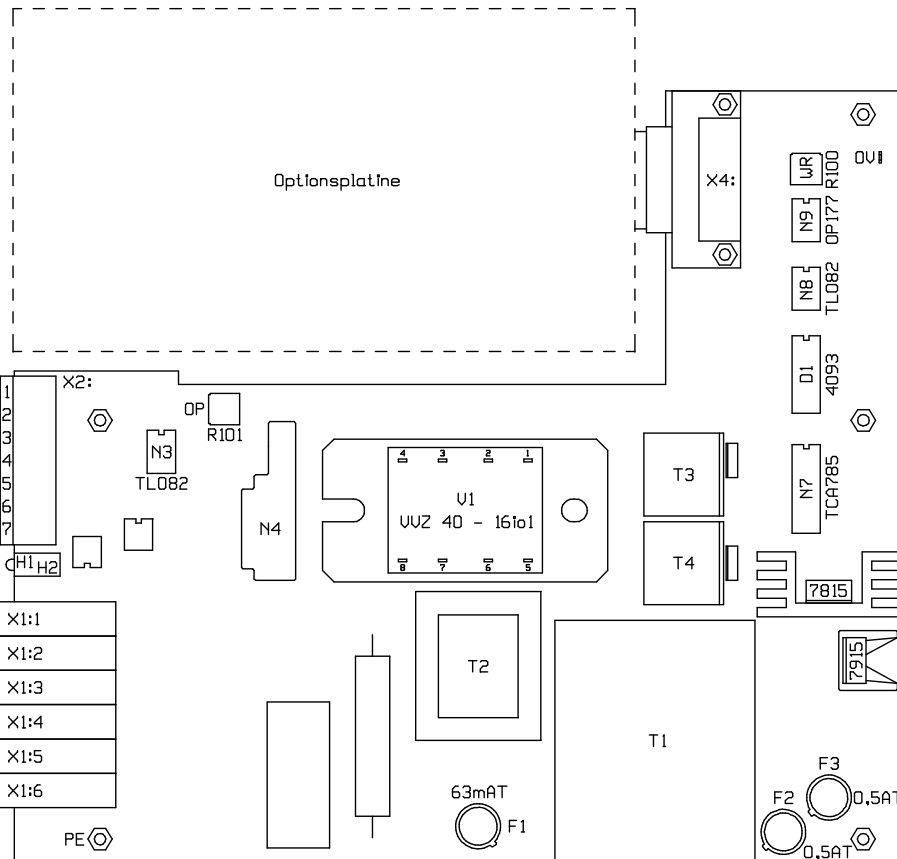 Optionsplatine
X4:
WR
R100
0V
N9
OP177
N8
TL082
D1
4093
N7
TCA785
X2:
1
2
3
4
5
6
7
OP
R101
N3
TL082
N4
4 3 2 1
V1
VVZ 40 - 16io1
8 7 6 5
T3
T4
H1 H2
7815
7915
X1:1
X1:2
X1:3
X1:4
X1:5
X1:6
T2
T1
63mAT
F1
F3
0.5AT
F2
0.5AT
PE